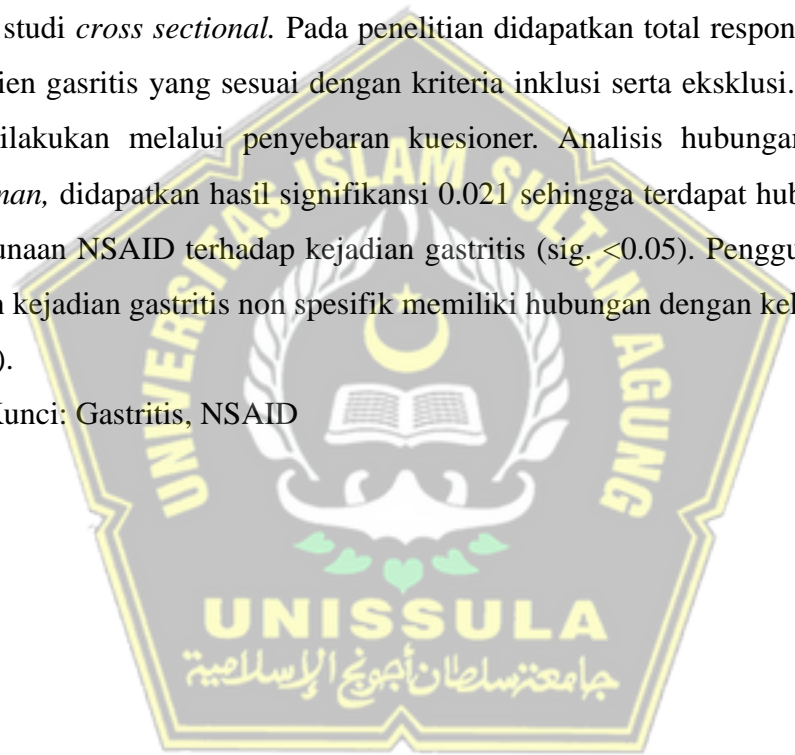 studi cross sectional. Pada penelitian didapatkan total respon
ien gasritis yang sesuai dengan kriteria inklusi serta eksklusi.
ilakukan melalui penyebaran kuesioner. Analisis hubungan
nan, didapatkan hasil signifikansi 0.021 sehingga terdapat hub
unaan NSAID terhadap kejadian gastritis (sig. <0.05). Penggu
n kejadian gastritis non spesifik memiliki hubungan dengan kel
).
Kunci: Gastritis, NSAID
UNIVERSITAS ISLAM SULTAN AGUNG
UNISSULA
جامعتنسلطان أجونج الإسلامية